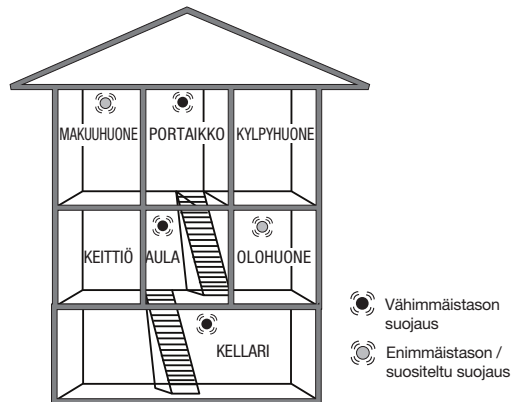 MAKUUHUONE
PORTAIKKO
KYLPYHUONE
KEITTIÖ
AULA
OLOHUONE
KELLARI
Vähimmäistason
suojaus
Enimmäistason /
suositeltu suojaus